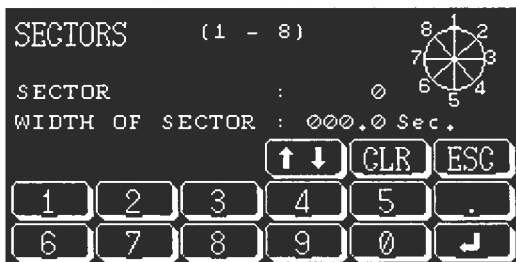 SECTORS (1 - 8)
8 1 2
7 3
6 5 4
SECTOR : 0
WIDTH OF SECTOR : 000.0 Sec.
↑ ↓ CLR ESC
1 2 3 4 5 .
6 7 8 9 0 ↵